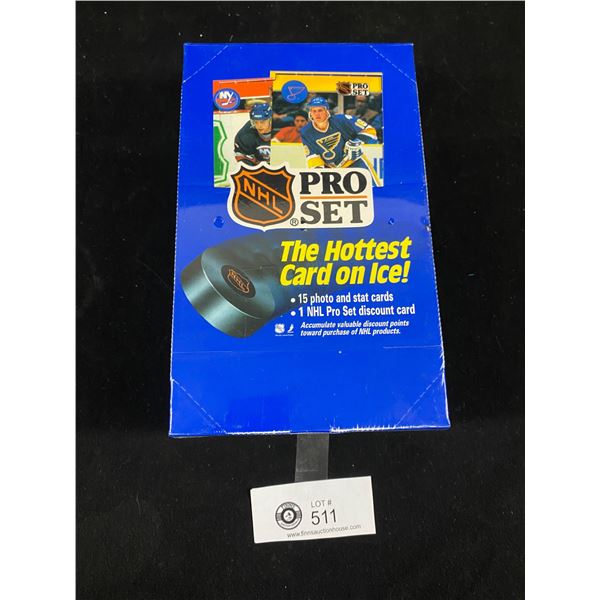 NY
PRO
SET
NHL
PRO
SET
®
The Hottest
Card on Ice!
NHL
• 15 photo and stat cards
• 1 NHL Pro Set discount card
Accumulate valuable discount points
toward purchase of NHL products.
LOT #
511
www.finnsauctionhouse.com